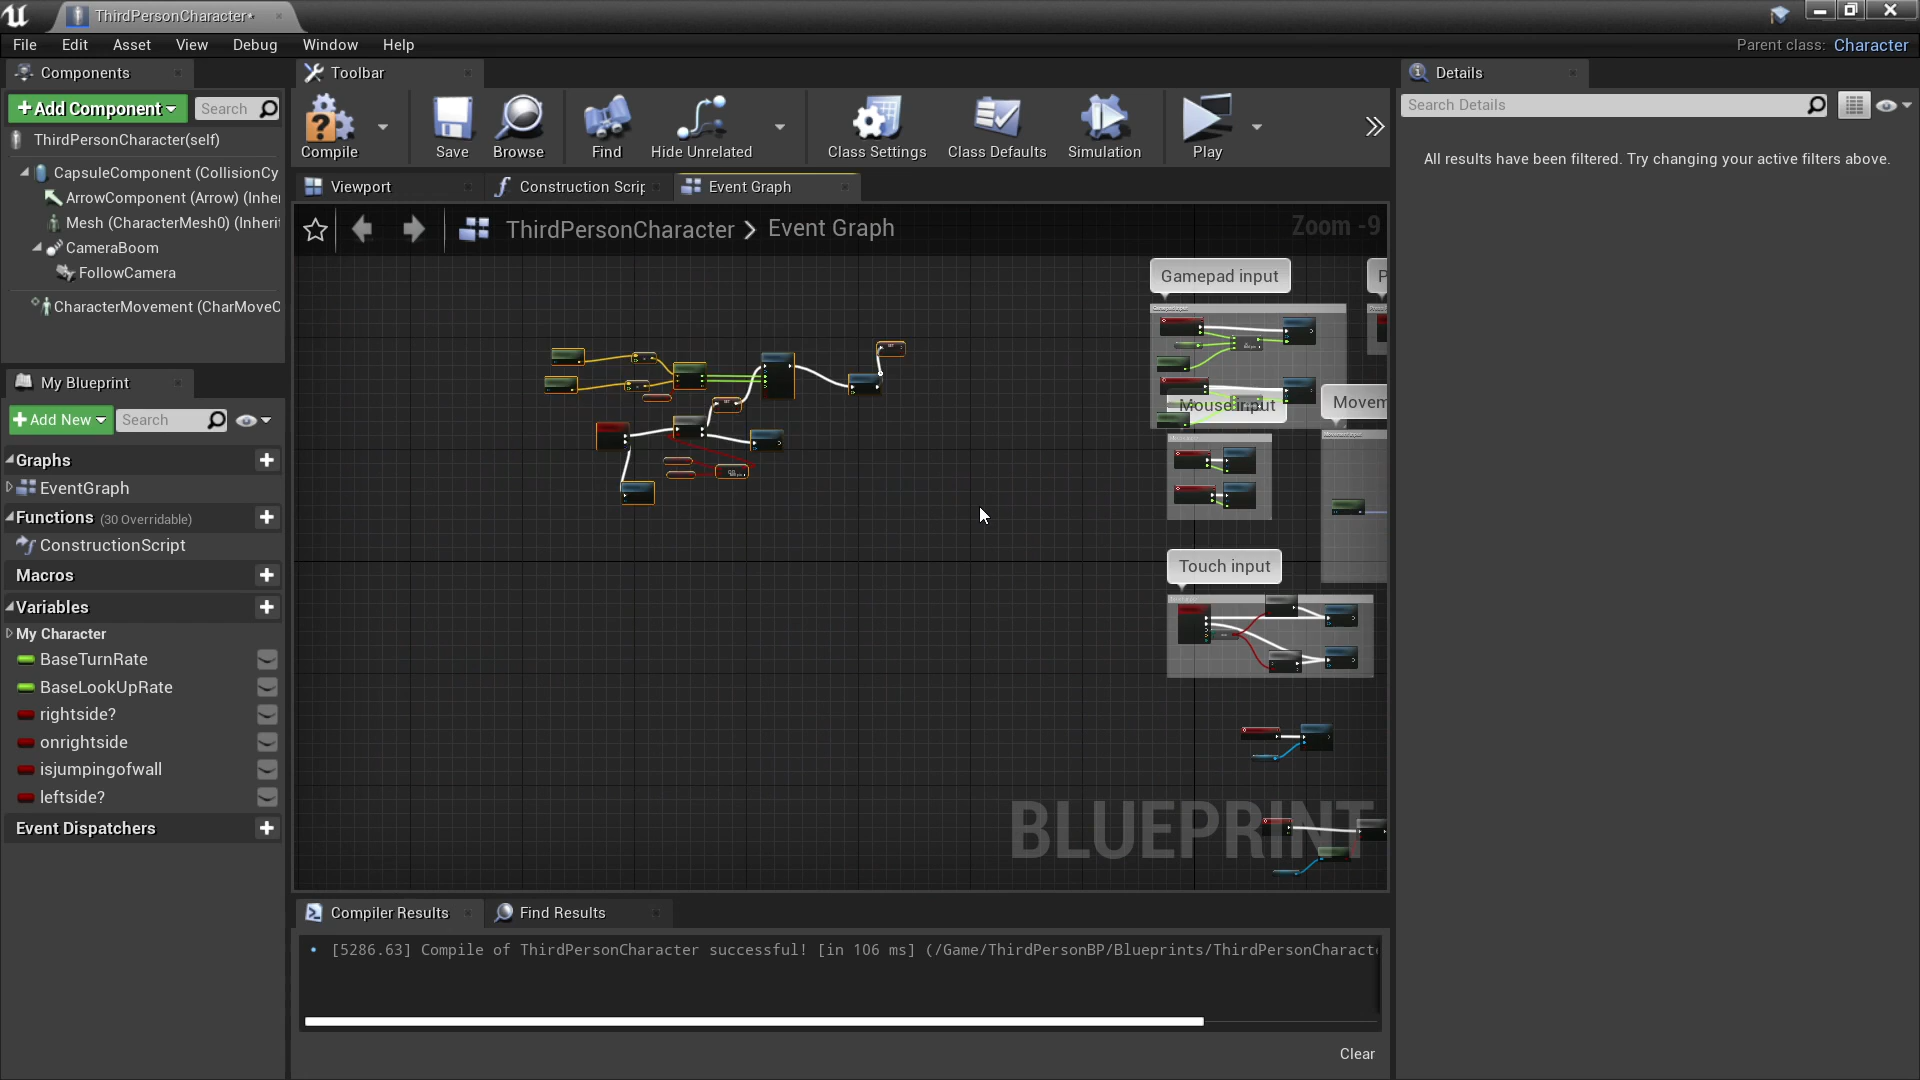 ThirdPersonCharacter*
File Edit Asset View Debug Window Help
Parent class: Character
Components
Add Component
Search
ThirdPersonCharacter(self)
CapsuleComponent (CollisionCy
ArrowComponent (Arrow) (Inher
Mesh (CharacterMesh0) (Inherit
CameraBoom
FollowCamera
CharacterMovement (CharMoveC
My Blueprint
Add New
Search
Graphs
EventGraph
Functions (30 Overridable)
ConstructionScript
Macros
Variables
My Character
BaseTurnRate
BaseLookUpRate
rightside?
onrightside
isjumpingofwall
leftside?
Event Dispatchers
Toolbar
Compile
Save
Browse
Find
Hide Unrelated
Class Settings
Class Defaults
Simulation
Play
Viewport
Construction Scrip
Event Graph
ThirdPersonCharacter > Event Graph
Zoom -9
Gamepad input
P
Mouse input
Movem
Touch input
BLUEPRINT
Compiler Results
Find Results
[5286.63] Compile of ThirdPersonCharacter successful! [in 106 ms] (/Game/ThirdPersonBP/Blueprints/ThirdPersonCharacte
Clear
Details
Search Details
All results have been filtered. Try changing your active filters above.